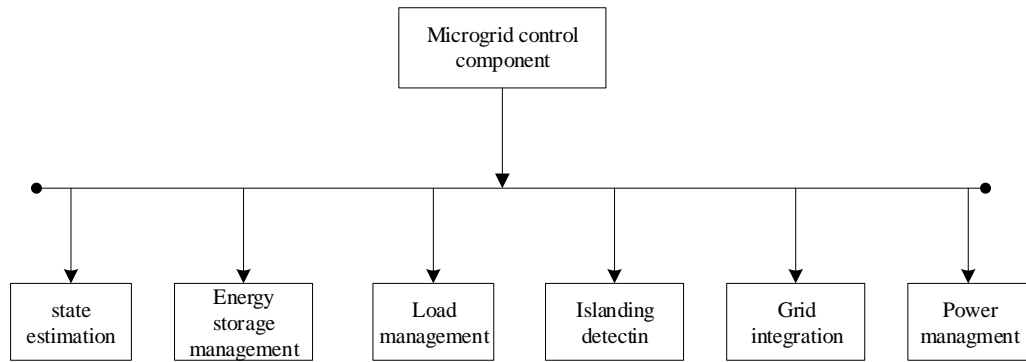 Microgrid control
component
state
estimation
Energy
storage
management
Load
management
Islanding
detectin
Grid
integration
Power
managment